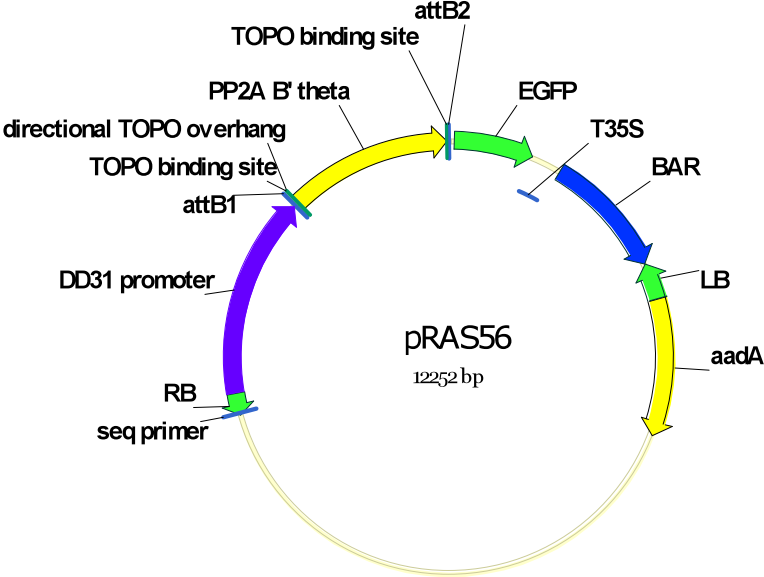 attB2
TOPO binding site
PP2A B' theta
EGFP
directional TOPO overhang
T35S
TOPO binding site
BAR
attB1
DD31 promoter
LB
pRAS56
aadA
12252 bp
RB
seq primer